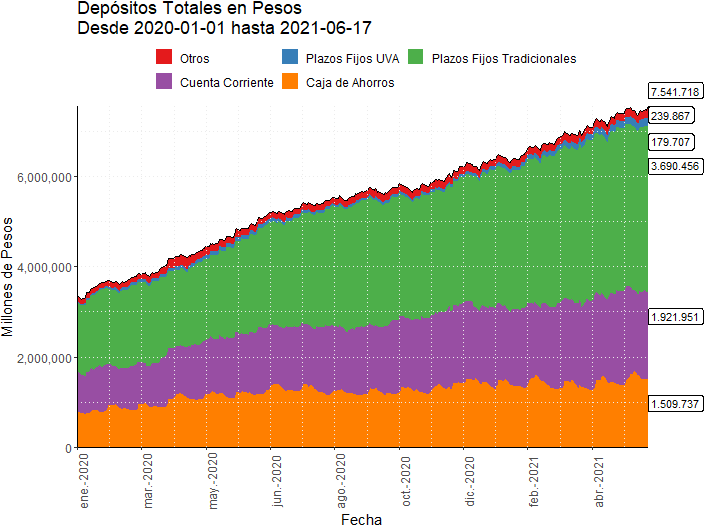 Depósitos Totales en Pesos
Desde 2020-01-01 hasta 2021-06-17
Otros
Plazos Fijos UVA
Plazos Fijos Tradicionales
Cuenta Corriente
Caja de Ahorros
7.541.718
239.867
179.707
3.690.456
1.921.951
1.509.737
6,000,000
4,000,000
2,000,000
0
Millones de Pesos
ene.-2020
mar.-2020
may.-2020
jun.-2020
ago.-2020
oct.-2020
dic.-2020
feb.-2021
abr.-2021
Fecha